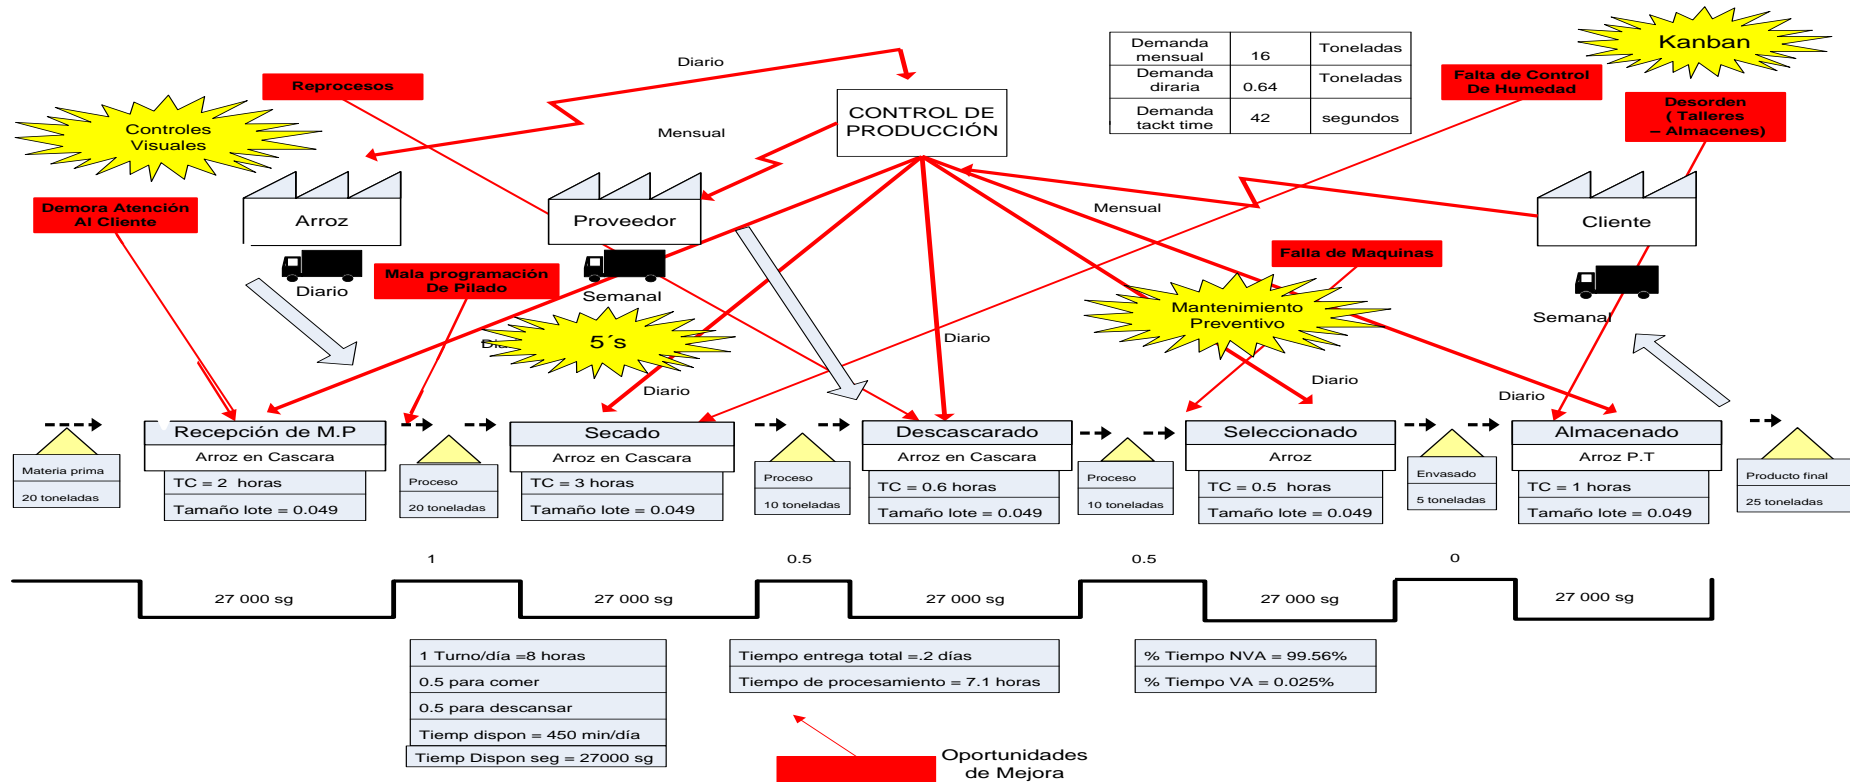 Diario
Demanda
mensual
16
Toneladas
Demanda
diraria
0.64
Toneladas
Demanda
tackt time
42
segundos
Kanban
Reprocesos
Falta de Control
De Humedad
Controles
Visuales
Mensual
CONTROL DE
PRODUCCIÓN
Desorden
( Talleres
– Almacenes)
Demora Atención
Al Cliente
Arroz
Proveedor
Mensual
Cliente
Diario
Mala programación
De Pilado
Semanal
Falla de Maquinas
Semanal
Mantenimiento
Preventivo
5´s
Diario
Diario
Diario
Diario
Recepción de M.P
Arroz en Cascara
TC = 2 horas
Tamaño lote = 0.049
Secado
Arroz en Cascara
TC = 3 horas
Tamaño lote = 0.049
Descascarado
Arroz en Cascara
TC = 0.6 horas
Tamaño lote = 0.049
Seleccionado
Arroz
TC = 0.5 horas
Tamaño lote = 0.049
Almacenado
Arroz P.T
TC = 1 horas
Tamaño lote = 0.049
Materia prima
20 toneladas
Proceso
20 toneladas
Proceso
10 toneladas
Proceso
10 toneladas
Envasado
5 toneladas
Producto final
25 toneladas
1
0.5
0.5
0
27 000 sg
27 000 sg
27 000 sg
27 000 sg
27 000 sg
1 Turno/día =8 horas
0.5 para comer
0.5 para descansar
Tiemp dispon = 450 min/día
Tiemp Dispon seg = 27000 sg
Tiempo entrega total =.2 días
Tiempo de procesamiento = 7.1 horas
% Tiempo NVA = 99.56%
% Tiempo VA = 0.025%
Oportunidades
de Mejora